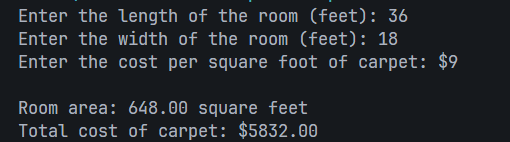 Enter the length of the room (feet): 36
Enter the width of the room (feet): 18
Enter the cost per square foot of carpet: $9
Room area: 648.00 square feet
Total cost of carpet: $5832.00